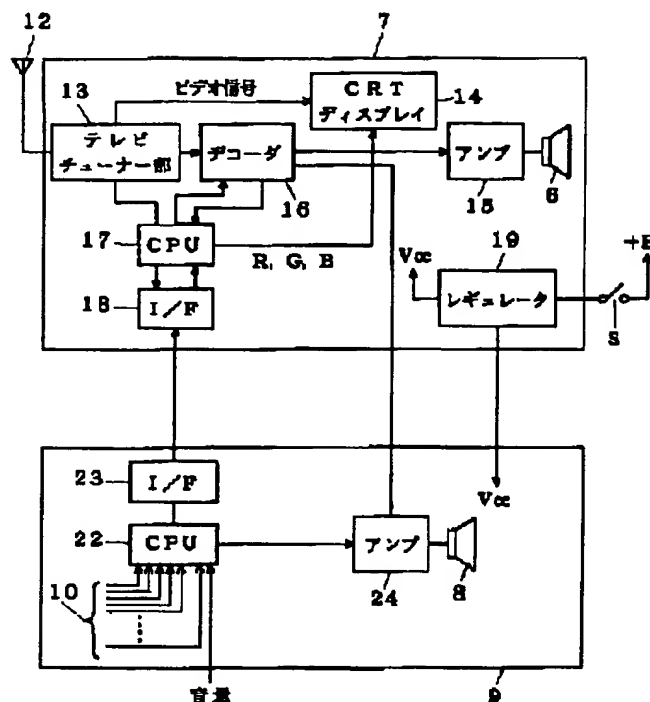 12
7
13
ビデオ信号
CRT
ディスプレイ
14
テレビ
チューナー部
デコーダ
16
アンプ
15
6
17
CPU
R, G, B
18
I/F
19
Vcc
レギュレータ
+B
S
23
I/F
22
CPU
Vcc
アンプ
24
8
10
音量
9